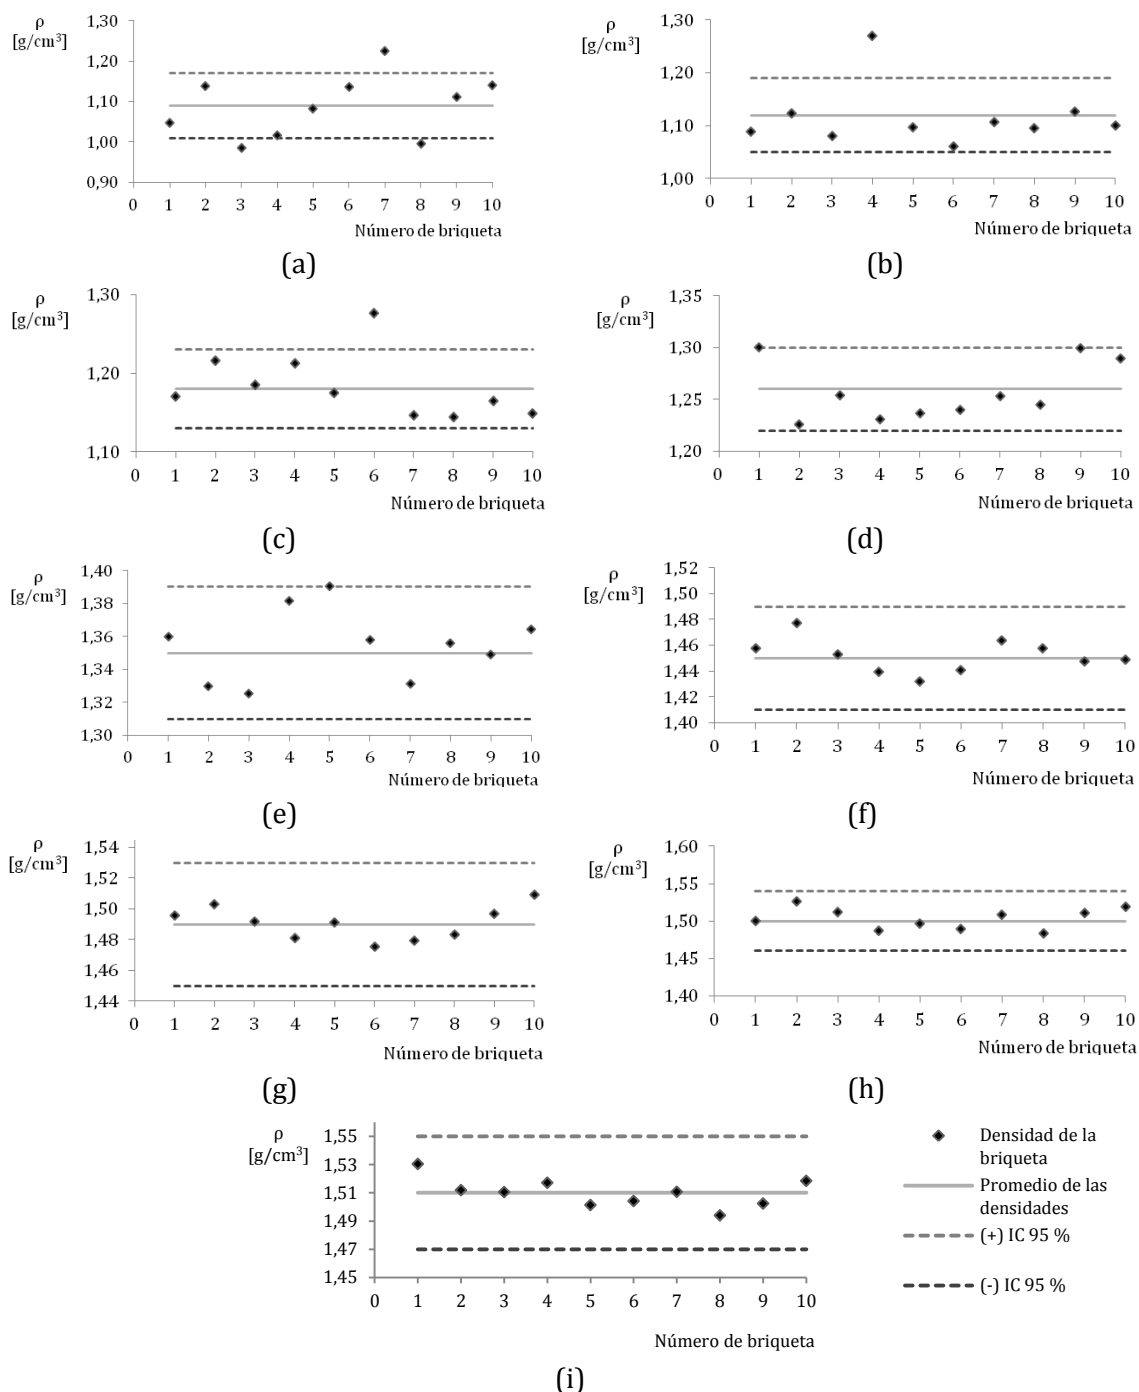 ρ
[g/cm³]
1,30
1,20
1,10
1,00
0,90
0 1 2 3 4 5 6 7 8 9 10
Número de briqueta
(a)
ρ
[g/cm³]
1,30
1,20
1,10
1,00
0 1 2 3 4 5 6 7 8 9 10
Número de briqueta
(b)
ρ
[g/cm³]
1,30
1,20
1,10
0 1 2 3 4 5 6 7 8 9 10
Número de briqueta
(c)
ρ
[g/cm³]
1,35
1,30
1,25
1,20
0 1 2 3 4 5 6 7 8 9 10
Número de briqueta
(d)
ρ
[g/cm³]
1,40
1,38
1,36
1,34
1,31
1,30
0 1 2 3 4 5 6 7 8 9 10
Número de briqueta
(e)
ρ
[g/cm³]
1,52
1,50
1,48
1,46
1,44
1,42
1,40
0 1 2 3 4 5 6 7 8 9 10
Número de briqueta
(f)
ρ
[g/cm³]
1,54
1,52
1,50
1,48
1,46
1,44
0 1 2 3 4 5 6 7 8 9 10
Número de briqueta
(g)
ρ
[g/cm³]
1,60
1,55
1,50
1,45
1,40
0 1 2 3 4 5 6 7 8 9 10
Número de briqueta
(h)
ρ
[g/cm³]
1,55
1,53
1,51
1,49
1,47
1,45
0 1 2 3 4 5 6 7 8 9 10
Número de briqueta
(i)
Densidad de la
briqueta
Promedio de las
densidades
(+) IC 95 %
(-) IC 95 %